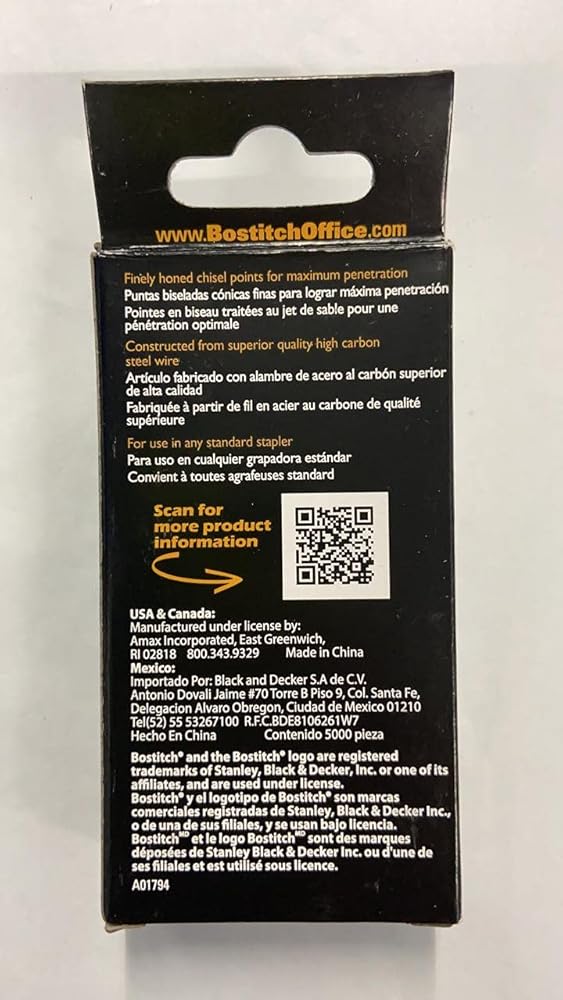 www.BostitchOffice.com
Finely honed chisel points for maximum penetration
Puntas biseladas cónicas finas para lograr máxima penetración
Pointes en biseau traitées au jet de sable pour une
pénétration optimale
Constructed from superior quality high carbon
steel wire
Artículo fabricado con alambre de acero al carbón superior
de alta calidad
Fabriquée à partir de fil en acier au carbone de qualité
supérieure
For use in any standard stapler
Para uso en cualquier grapadora estándar
Convient à toutes agrafeuses standard
Scan for
more product
information
USA & Canada:
Manufactured under license by:
Amax Incorporated, East Greenwich,
RI 02818 800.343.9329 Made in China
Mexico:
Importado Por: Black and Decker S.A de C.V.
Antonio Dovali Jaime #70 Torre B Piso 9, Col. Santa Fe,
Delegacion Alvaro Obregon, Ciudad de Mexico 01210
Tel(52) 55 53267100 R.F.C.BDE8106261W7
Hecho En China Contenido 5000 pieza
Bostitch® and the Bostitch® logo are registered
trademarks of Stanley, Black & Decker, Inc. or one of its
affiliates, and are used under license.
Bostitch® y el logotipo de Bostitch® son marcas
comerciales registradas de Stanley, Black & Decker Inc.,
o de una de sus filiales, y se usan bajo licencia.
Bostitch^MD et le logo Bostitch^MD sont des marques
déposées de Stanley Black & Decker Inc. ou d'une de
ses filiales et est utilisé sous licence.
A01794